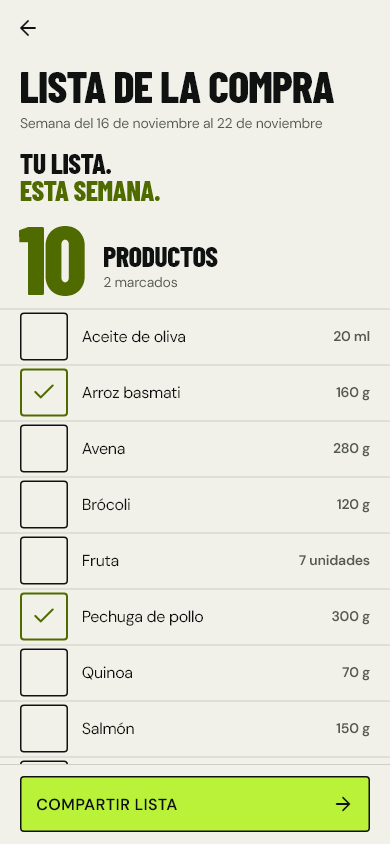 LISTA DE LA COMPRA
Semana del 16 de noviembre al 22 de noviembre
TU LISTA.
ESTA SEMANA.
10 PRODUCTOS
2 marcados
Aceite de oliva 20 ml
Arroz basmati 160 g
Avena 280 g
Brócoli 120 g
Fruta 7 unidades
Pechuga de pollo 300 g
Quinoa 70 g
Salmón 150 g
COMPARTIR LISTA